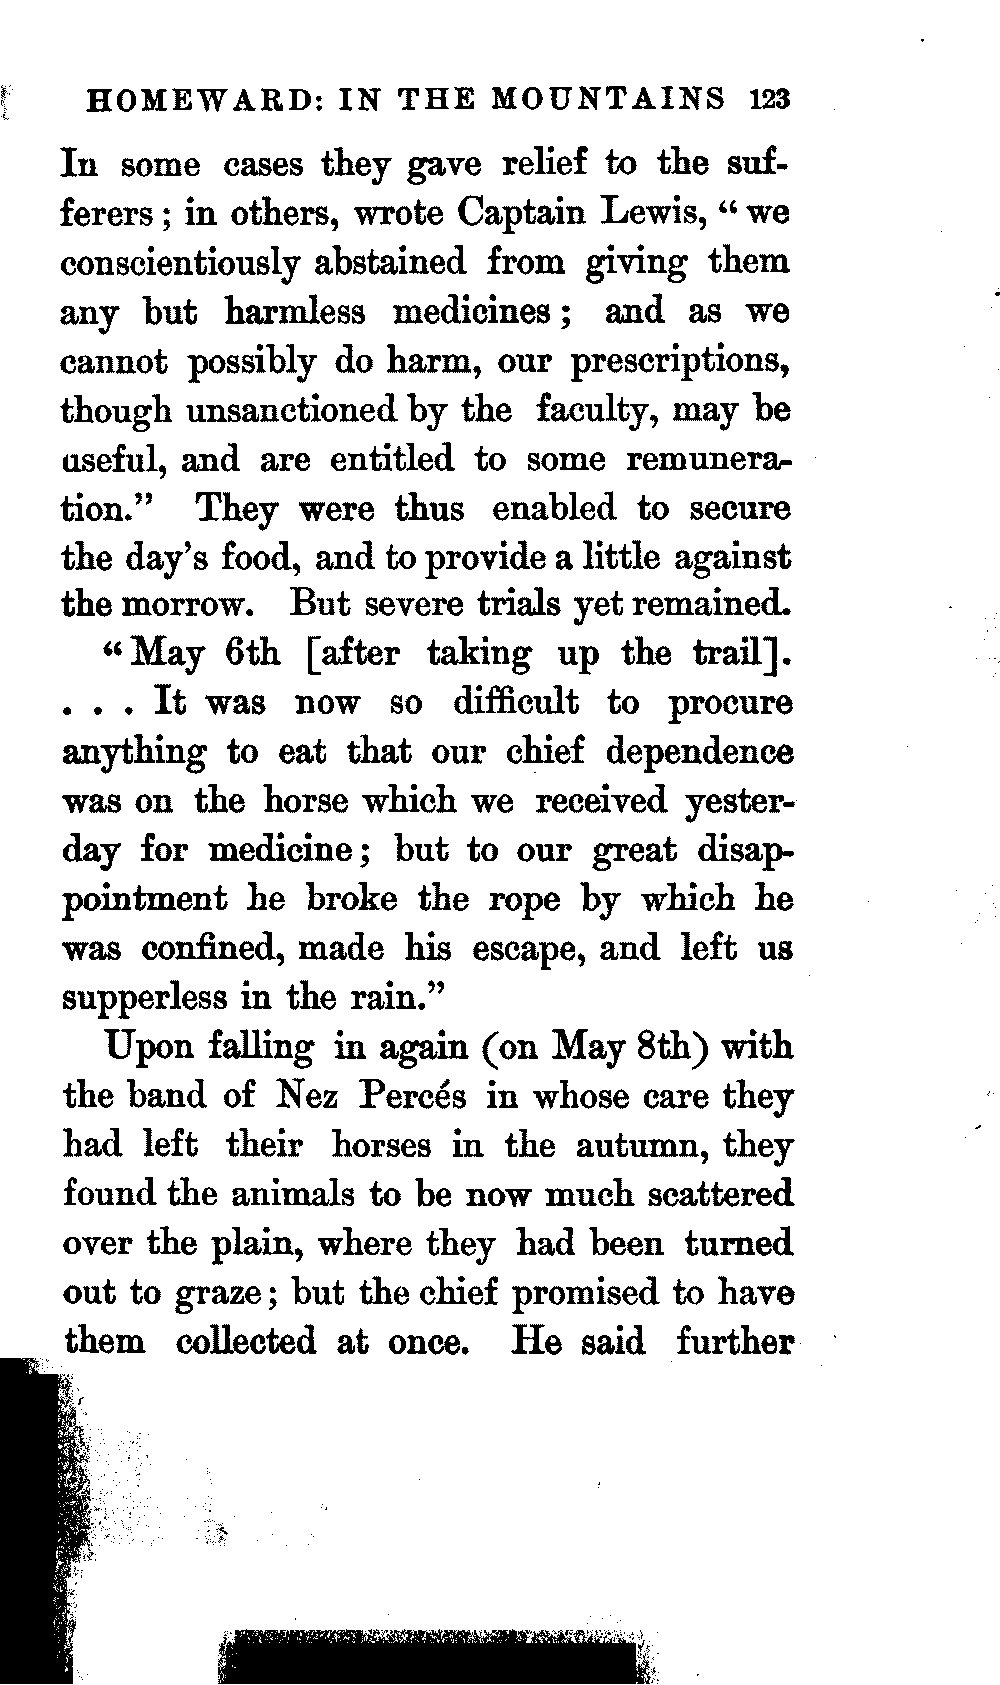 HOMEWARD: IN THE MOUNTAINS 123
In some cases they gave relief to the suf-
ferers; in others, wrote Captain Lewis, "we
conscientiously abstained from giving them
any but harmless medicines; and as we
cannot possibly do harm, our prescriptions,
though unsanctioned by the faculty, may be
useful, and are entitled to some remunera-
tion." They were thus enabled to secure
the day's food, and to provide a little against
the morrow. But severe trials yet remained.
"May 6th [after taking up the trail].
. . . It was now so difficult to procure
anything to eat that our chief dependence
was on the horse which we received yester-
day for medicine; but to our great disap-
pointment he broke the rope by which he
was confined, made his escape, and left us
supperless in the rain."
Upon falling in again (on May 8th) with
the band of Nez Percés in whose care they
had left their horses in the autumn, they
found the animals to be now much scattered
over the plain, where they had been turned
out to graze; but the chief promised to have
them collected at once. He said further